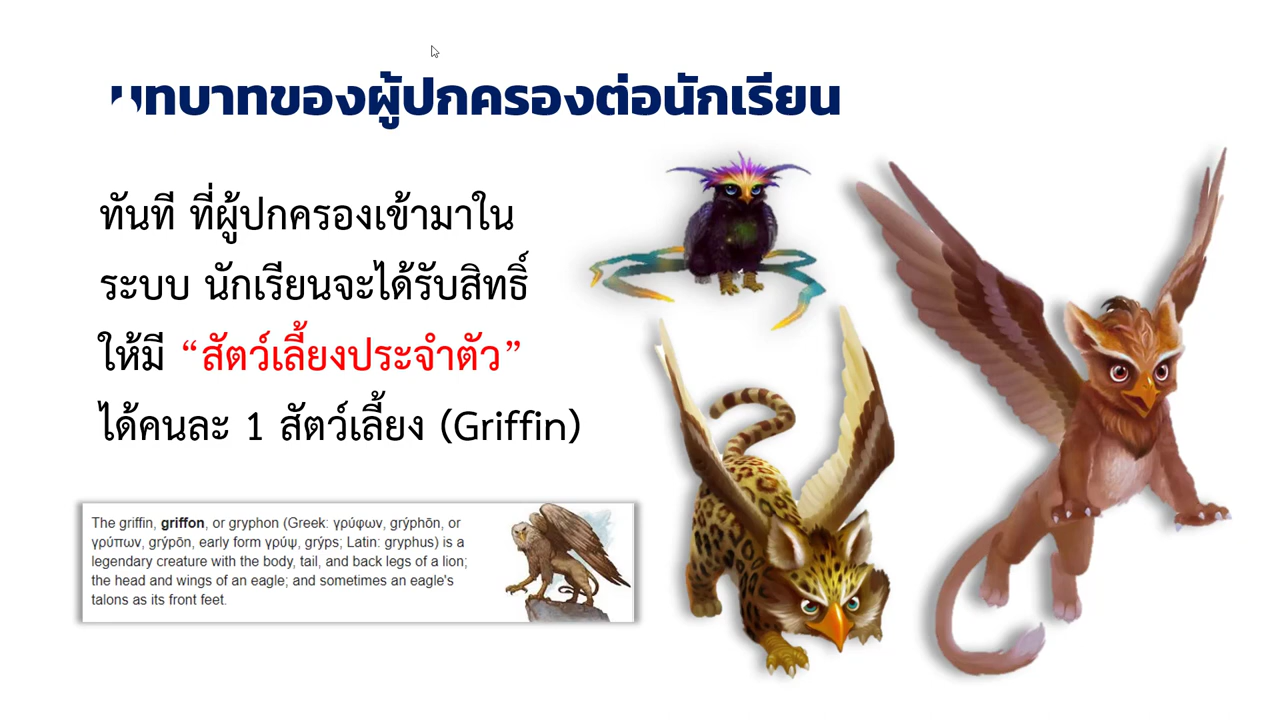 บทบาทของผู้ปกครองต่อนักเรียน
ทันที ที่ผู้ปกครองเข้ามาใน
ระบบ นักเรียนจะได้รับสิทธิ์
ให้มี “สัตว์เลี้ยงประจำตัว”
ได้คนละ 1 สัตว์เลี้ยง (Griffin)
The griffin, griffon, or gryphon (Greek: γρύφων, grýphōn, or
γρύπων, grýpōn, early form γρύψ, grýps; Latin: gryphus) is a
legendary creature with the body, tail, and back legs of a lion;
the head and wings of an eagle; and sometimes an eagle's
talons as its front feet.